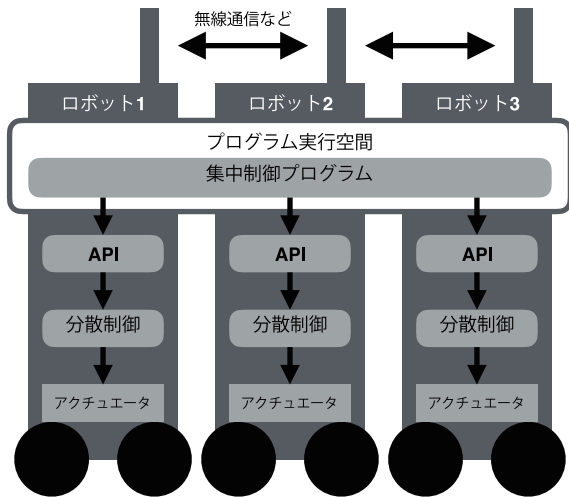 無線通信など
ロボット1
ロボット2
ロボット3
プログラム実行空間
集中制御プログラム
API
API
API
分散制御
分散制御
分散制御
アクチュエータ
アクチュエータ
アクチュエータ